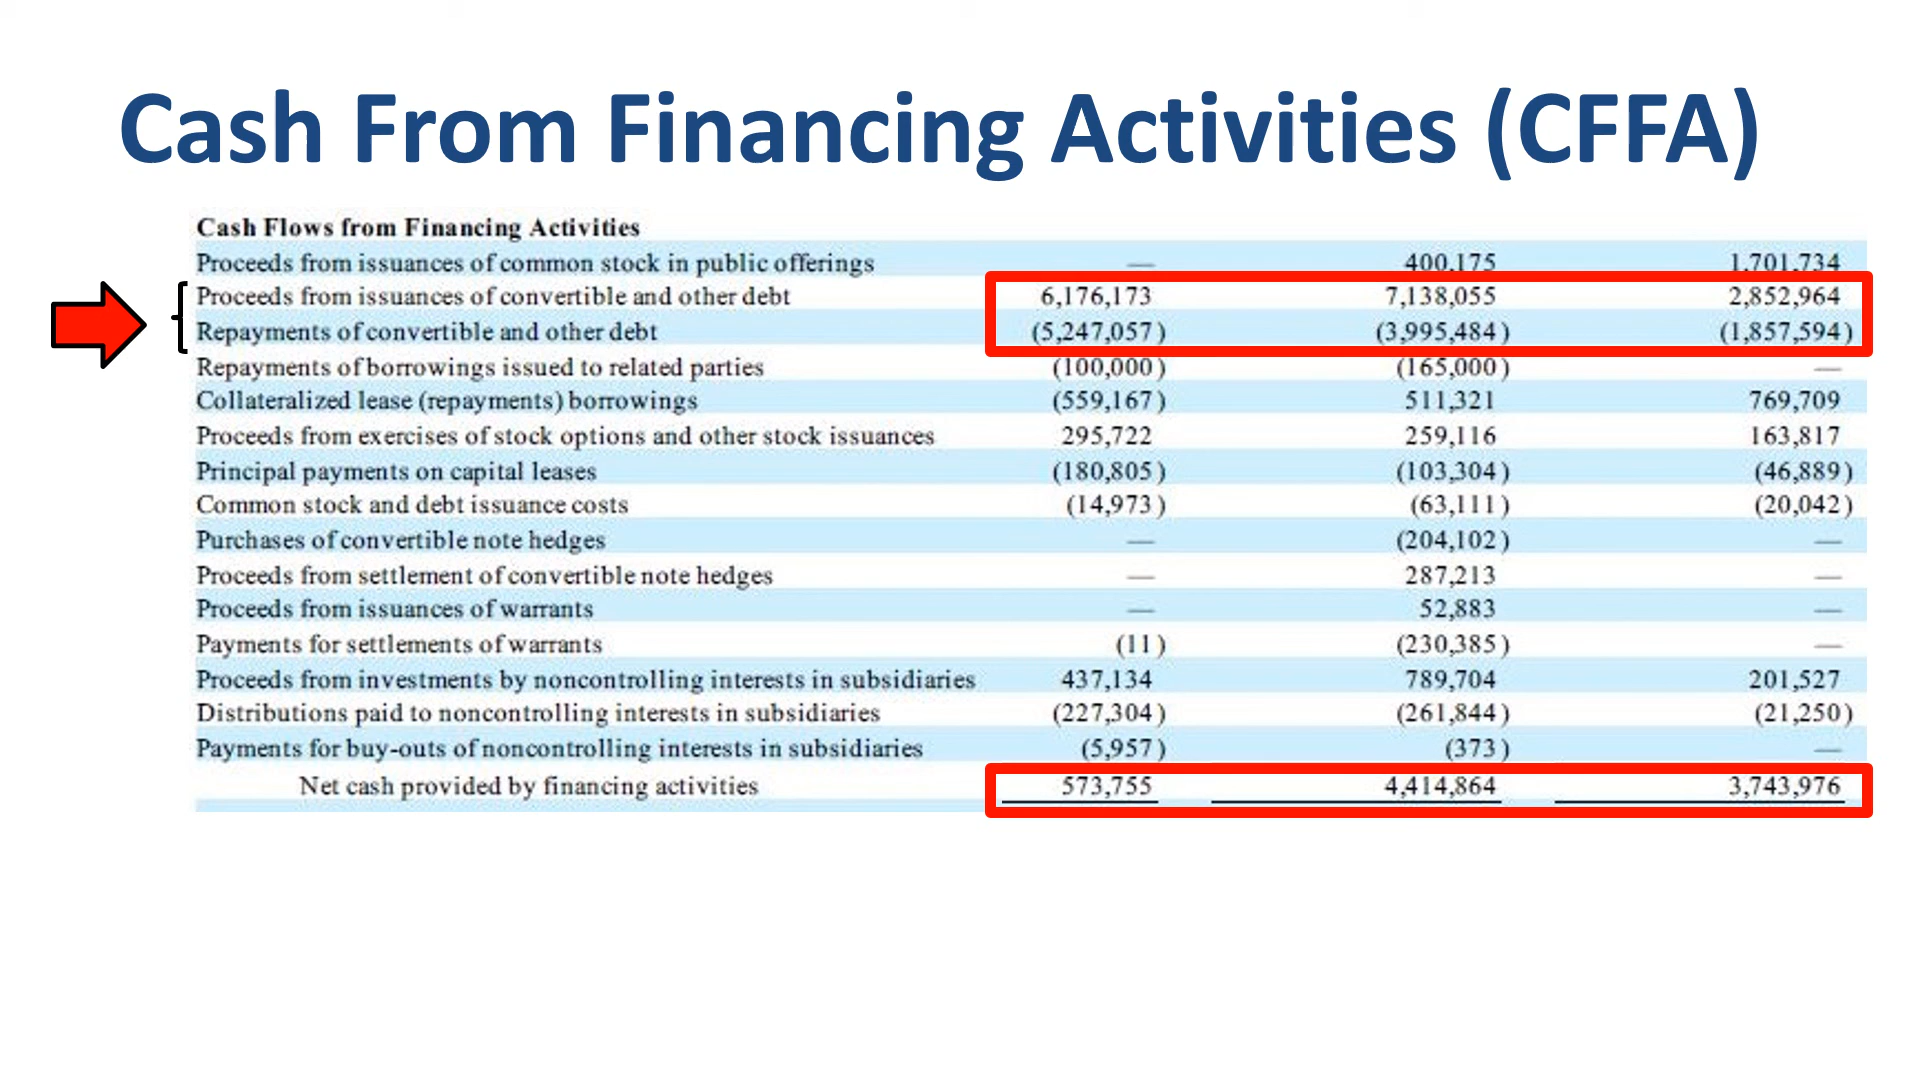 Cash From Financing Activities (CFFA)
Cash Flows from Financing Activities
Proceeds from issuances of common stock in public offerings — 400,175 1,701,734
Proceeds from issuances of convertible and other debt 6,176,173 7,138,055 2,852,964
Repayments of convertible and other debt (5,247,057) (3,995,484) (1,857,594)
Repayments of borrowings issued to related parties (100,000) (165,000) —
Collateralized lease (repayments) borrowings (559,167) 511,321 769,709
Proceeds from exercises of stock options and other stock issuances 295,722 259,116 163,817
Principal payments on capital leases (180,805) (103,304) (46,889)
Common stock and debt issuance costs (14,973) (63,111) (20,042)
Purchases of convertible note hedges — (204,102) —
Proceeds from settlement of convertible note hedges — 287,213 —
Proceeds from issuances of warrants — 52,883 —
Payments for settlements of warrants (11) (230,385) —
Proceeds from investments by noncontrolling interests in subsidiaries 437,134 789,704 201,527
Distributions paid to noncontrolling interests in subsidiaries (227,304) (261,844) (21,250)
Payments for buy-outs of noncontrolling interests in subsidiaries (5,957) (373) —
Net cash provided by financing activities 573,755 4,414,864 3,743,976